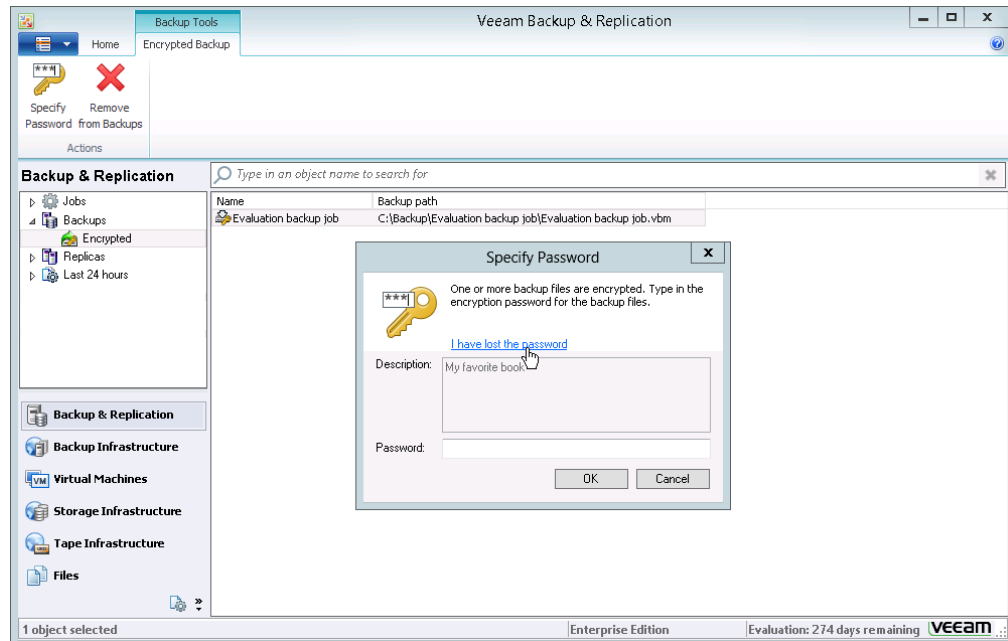 Backup Tools
Veeam Backup & Replication
Home
Encrypted Backup
***
Specify Password
Remove from Backups
Actions
Backup & Replication
Type in an object name to search for
Jobs
Backups
Encrypted
Replicas
Last 24 hours
Name
Backup path
Evaluation backup job
C:\Backup\Evaluation backup job\Evaluation backup job.vbm
Specify Password
x
***
One or more backup files are encrypted. Type in the
encryption password for the backup files.
I have lost the password
Description:
My favorite book
Password:
OK
Cancel
Backup & Replication
Backup Infrastructure
VM
Virtual Machines
Storage Infrastructure
Tape Infrastructure
Files
»
1 object selected
Enterprise Edition
Evaluation: 274 days remaining
veeam